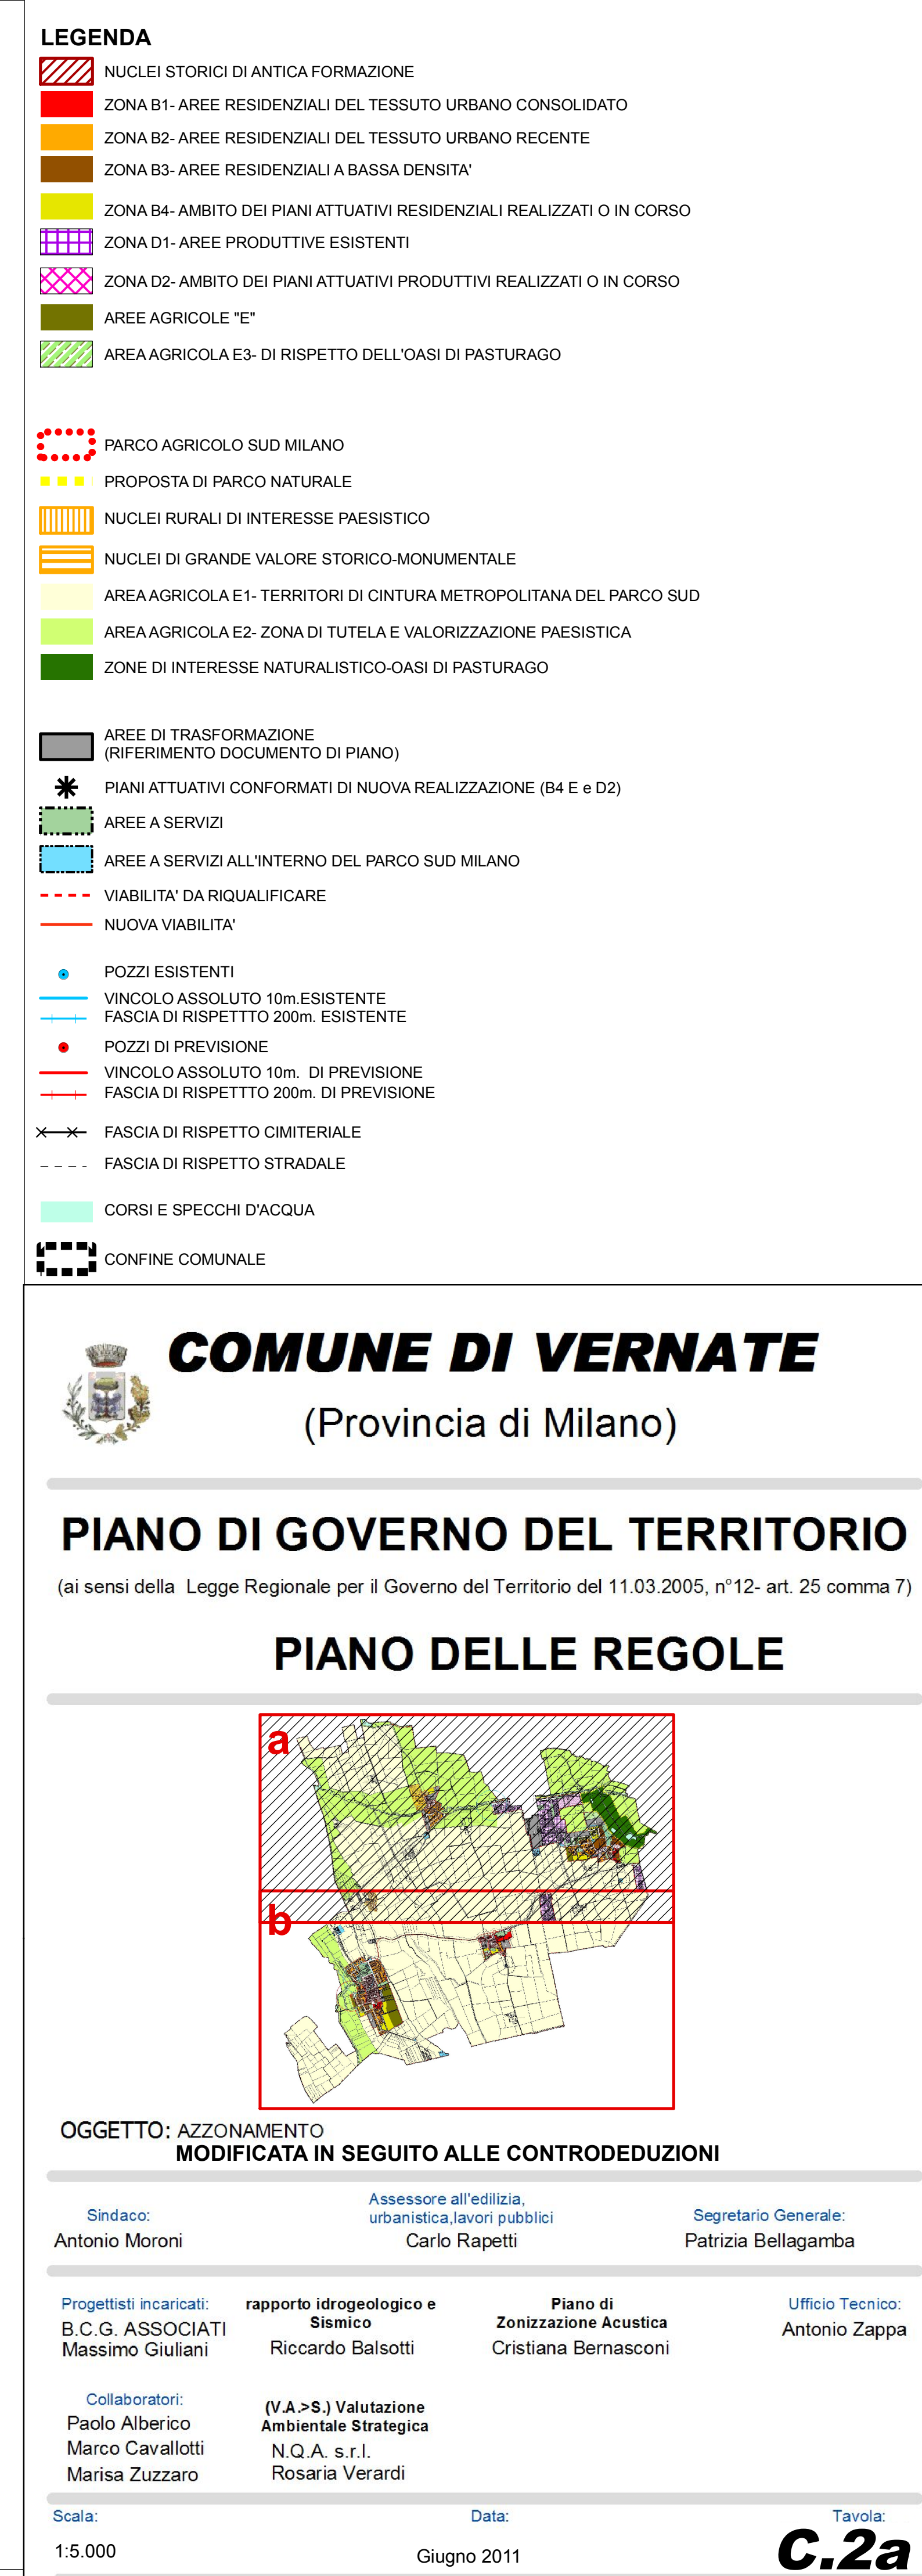 LEGENDA
NUCLEI STORICI DI ANTICA FORMAZIONE
ZONA B1- AREE RESIDENZIALI DEL TESSUTO URBANO CONSOLIDATO
ZONA B2- AREE RESIDENZIALI DEL TESSUTO URBANO RECENTE
ZONA B3- AREE RESIDENZIALI A BASSA DENSITA'
ZONA B4- AMBITO DEI PIANI ATTUATIVI RESIDENZIALI REALIZZATI O IN CORSO
ZONA D1- AREE PRODUTTIVE ESISTENTI
ZONA D2- AMBITO DEI PIANI ATTUATIVI PRODUTTIVI REALIZZATI O IN CORSO
AREE AGRICOLE "E"
AREA AGRICOLA E3- DI RISPETTO DELL'OASI DI PASTURAGO
PARCO AGRICOLO SUD MILANO
PROPOSTA DI PARCO NATURALE
NUCLEI RURALI DI INTERESSE PAESISTICO
NUCLEI DI GRANDE VALORE STORICO-MONUMENTALE
AREA AGRICOLA E1- TERRITORI DI CINTURA METROPOLITANA DEL PARCO SUD
AREA AGRICOLA E2- ZONA DI TUTELA E VALORIZZAZIONE PAESISTICA
ZONE DI INTERESSE NATURALISTICO-OASI DI PASTURAGO
AREE DI TRASFORMAZIONE
(RIFERIMENTO DOCUMENTO DI PIANO)
PIANI ATTUATIVI CONFORMATI DI NUOVA REALIZZAZIONE (B4 E e D2)
AREE A SERVIZI
AREE A SERVIZI ALL'INTERNO DEL PARCO SUD MILANO
VIABILITA' DA RIQUALIFICARE
NUOVA VIABILITA'
POZZI ESISTENTI
VINCOLO ASSOLUTO 10m.ESISTENTE
FASCIA DI RISPETTTO 200m. ESISTENTE
POZZI DI PREVISIONE
VINCOLO ASSOLUTO 10m. DI PREVISIONE
FASCIA DI RISPETTTO 200m. DI PREVISIONE
FASCIA DI RISPETTO CIMITERIALE
FASCIA DI RISPETTO STRADALE
CORSI E SPECCHI D'ACQUA
CONFINE COMUNALE
COMUNE DI VERNATE
(Provincia di Milano)
PIANO DI GOVERNO DEL TERRITORIO
(ai sensi della Legge Regionale per il Governo del Territorio del 11.03.2005, n°12- art. 25 comma 7)
PIANO DELLE REGOLE
a
b
OGGETTO: AZZONAMENTO
MODIFICATA IN SEGUITO ALLE CONTRODEDUZIONI
Sindaco:
Antonio Moroni
Assessore all'edilizia,
urbanistica,lavori pubblici
Carlo Rapetti
Segretario Generale:
Patrizia Bellagamba
Progettisti incaricati:
B.C.G. ASSOCIATI
Massimo Giuliani
rapporto idrogeologico e
Sismico
Riccardo Balsotti
Piano di
Zonizzazione Acustica
Cristiana Bernasconi
Ufficio Tecnico:
Antonio Zappa
Collaboratori:
Paolo Alberico
Marco Cavallotti
Marisa Zuzzaro
(V.A.>S.) Valutazione
Ambientale Strategica
N.Q.A. s.r.l.
Rosaria Verardi
Scala:
1:5.000
Data:
Giugno 2011
Tavola:
C.2a